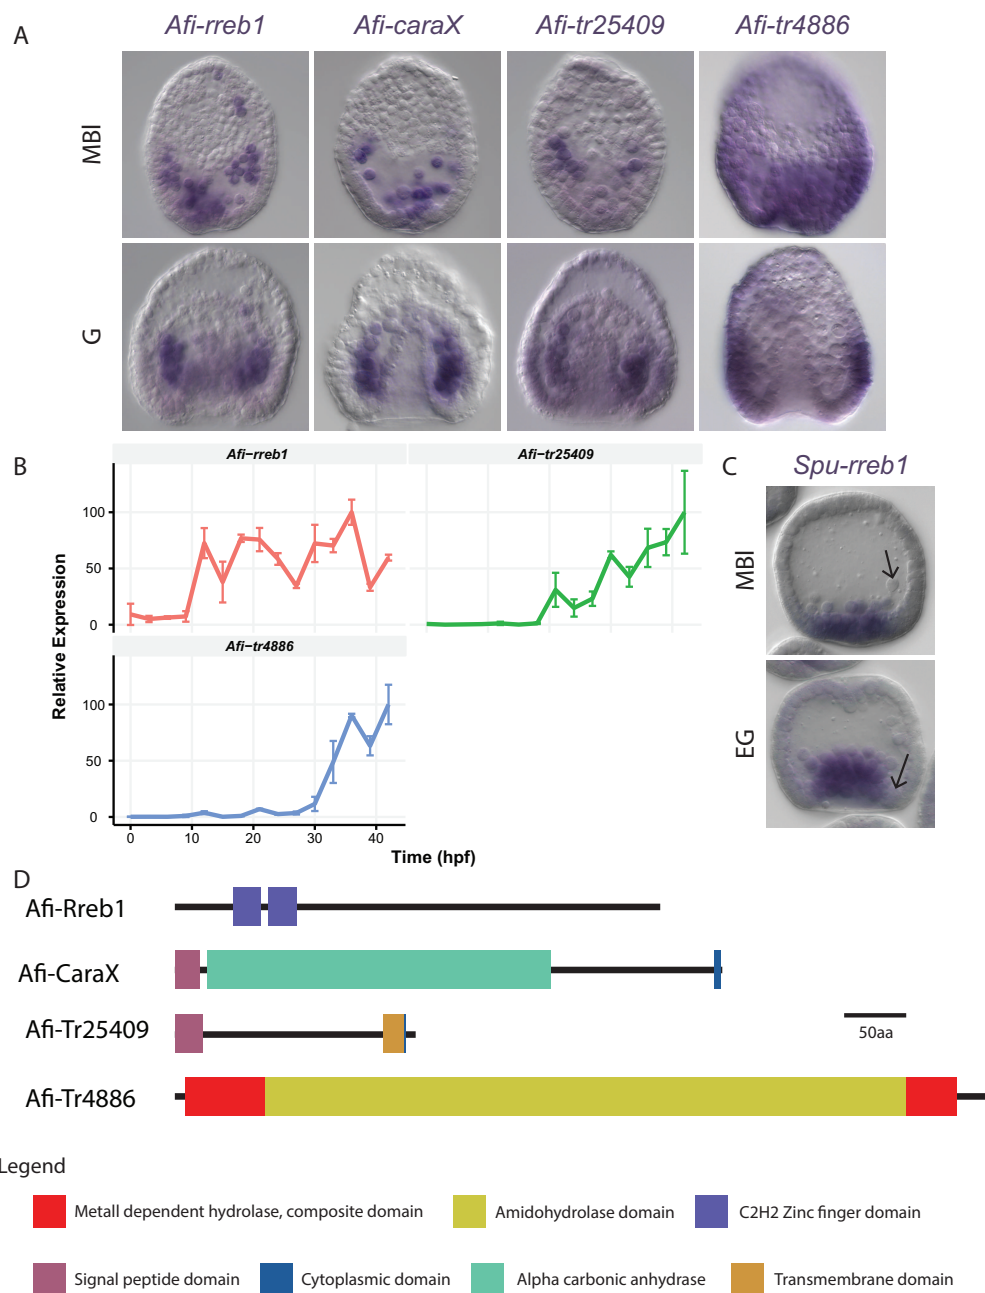 A
Afi-rreb1 Afi-caraX Afi-tr25409 Afi-tr4886
MBl
G
B
Afi−rreb1 Afi−tr25409
100
50
0
Afi−tr4886
100
50
0
0 10 20 30 40
Relative Expression
Time (hpf)
C
Spu-rreb1
MBl
EG
D
Afi-Rreb1
Afi-CaraX
Afi-Tr25409
50aa
Afi-Tr4886
Legend
Metall dependent hydrolase, composite domain Amidohydrolase domain C2H2 Zinc finger domain
Signal peptide domain Cytoplasmic domain Alpha carbonic anhydrase Transmembrane domain